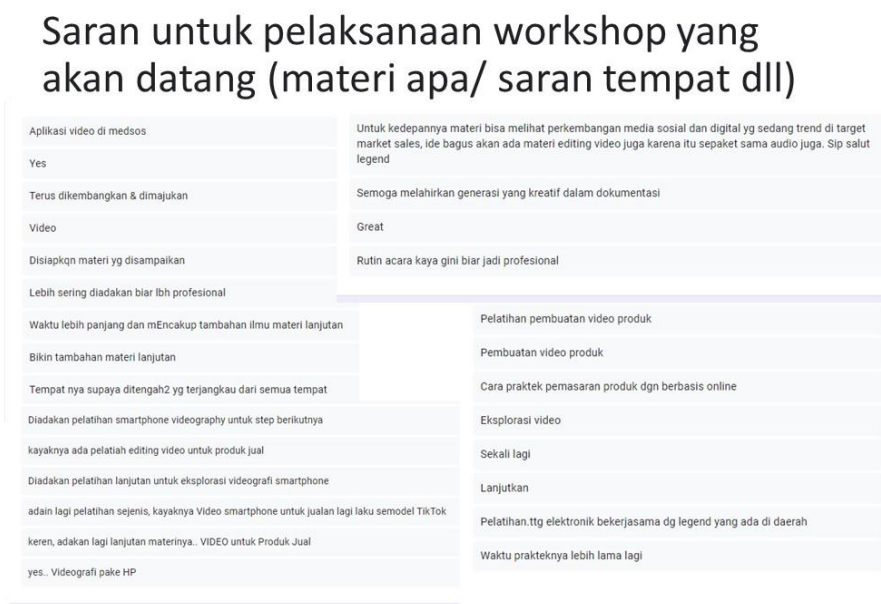 Saran untuk pelaksanaan workshop yang
akan datang (materi apa/ saran tempat dll)
Aplikasi video di medsos
Yes
Terus dikembangkan & dimajukan
Video
Disiapkqn materi yg disampaikan
Lebih sering diadakan biar lbh profesional
Waktu lebih panjang dan mEncakup tambahan ilmu materi lanjutan
Bikin tambahan materi lanjutan
Tempat nya supaya ditengah2 yg terjangkau dari semua tempat
Diadakan pelatihan smartphone videography untuk step berikutnya
kayaknya ada pelatiah editing video untuk produk jual
Diadakan pelatihan lanjutan untuk eksplorasi videografi smartphone
adain lagi pelatihan sejenis, kayaknya Video smartphone untuk jualan lagi laku semodel TikTok
keren, adakan lagi lanjutan materinya.. VIDEO untuk Produk Jual
yes.. Videografi pake HP
Untuk kedepannya materi bisa melihat perkembangan media sosial dan digital yg sedang trend di target
market sales, ide bagus akan ada materi editing video juga karena itu sepaket sama audio juga. Sip salut
legend
Semoga melahirkan generasi yang kreatif dalam dokumentasi
Great
Rutin acara kaya gini biar jadi profesional
Pelatihan pembuatan video produk
Pembuatan video produk
Cara praktek pemasaran produk dgn berbasis online
Eksplorasi video
Sekali lagi
Lanjutkan
Pelatihan.ttg elektronik bekerjasama dg legend yang ada di daerah
Waktu prakteknya lebih lama lagi